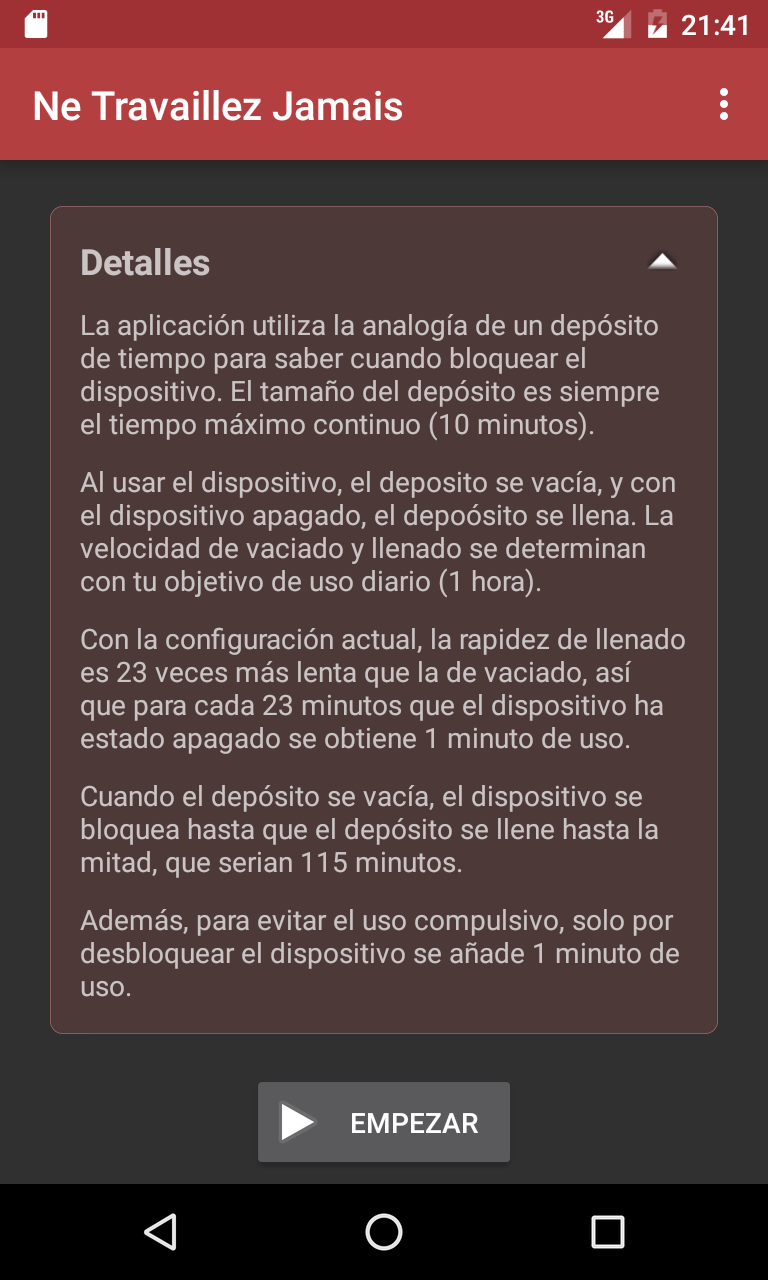 3G 21:41
Ne Travaillez Jamais
Detalles
La aplicación utiliza la analogía de un depósito
de tiempo para saber cuando bloquear el
dispositivo. El tamaño del depósito es siempre
el tiempo máximo continuo (10 minutos).
Al usar el dispositivo, el deposito se vacía, y con
el dispositivo apagado, el depoósito se llena. La
velocidad de vaciado y llenado se determinan
con tu objetivo de uso diario (1 hora).
Con la configuración actual, la rapidez de llenado
es 23 veces más lenta que la de vaciado, así
que para cada 23 minutos que el dispositivo ha
estado apagado se obtiene 1 minuto de uso.
Cuando el depósito se vacía, el dispositivo se
bloquea hasta que el depósito se llene hasta la
mitad, que serian 115 minutos.
Además, para evitar el uso compulsivo, solo por
desbloquear el dispositivo se añade 1 minuto de
uso.
EMPEZAR